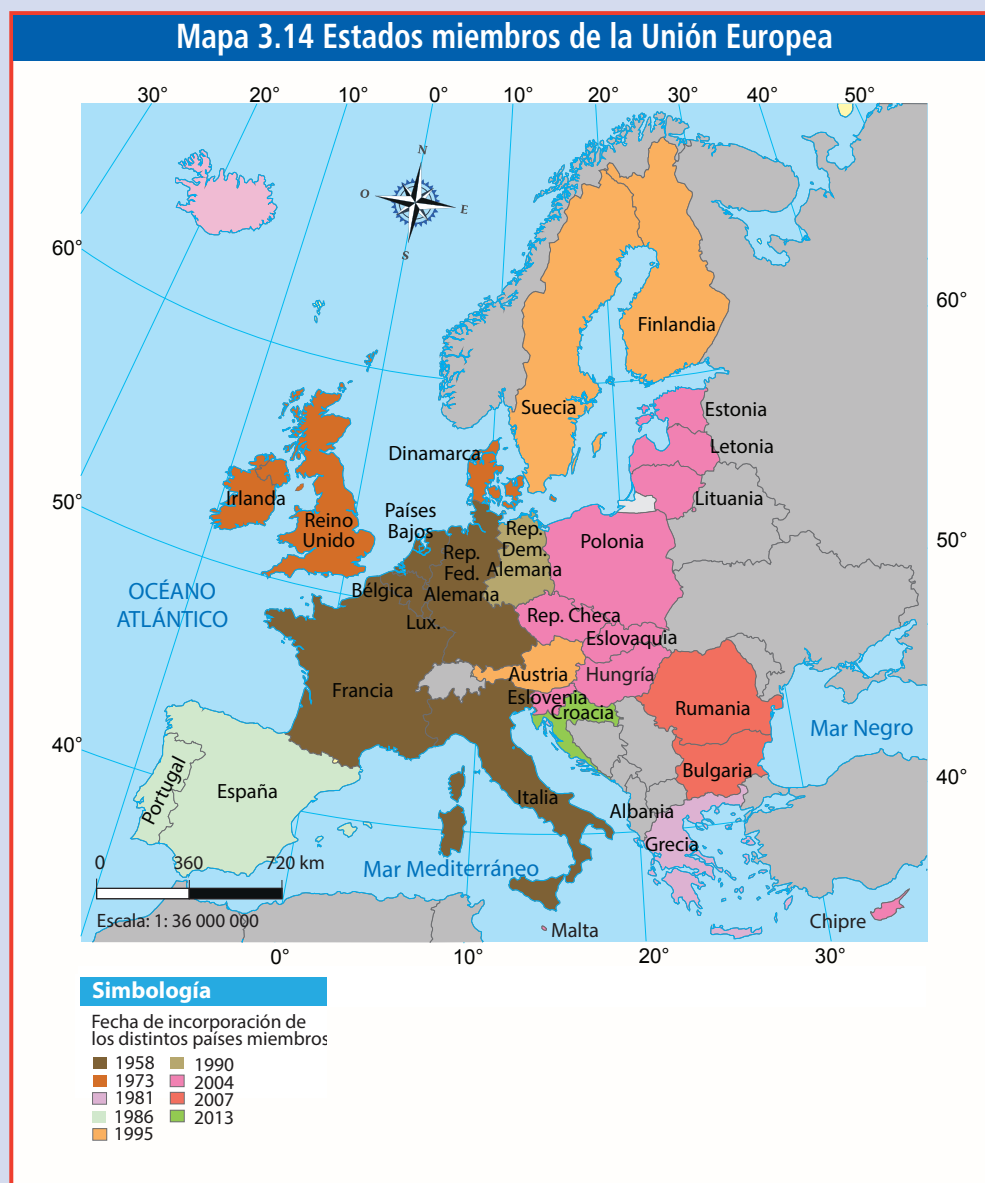 Mapa 3.14 Estados miembros de la Unión Europea
30° 20° 10° 0° 10° 20° 30° 40° 50°
N
O
E
S
60°
60°
Finlandia
Suecia
Estonia
Letonia
Dinamarca
Lituania
Irlanda
50°
Reino
Unido
Países
Bajos
Rep.
Dem.
Alemana
Polonia
50°
Rep.
Fed.
Alemana
Bélgica
OCÉANO
ATLÁNTICO
Lux.
Rep. Checa
Eslovaquia
Austria
Hungría
Francia
Eslovenia
Croacia
Rumania
Mar Negro
40°
40°
Bulgaria
Portugal
España
Italia
Albania
Grecia
0 360 720 km
Mar Mediterráneo
Escala: 1: 36 000 000
Malta
Chipre
0° 10° 20° 30°
Simbología
Fecha de incorporación de
los distintos países miembros
1958
1973
1981
1986
1995
1990
2004
2007
2013